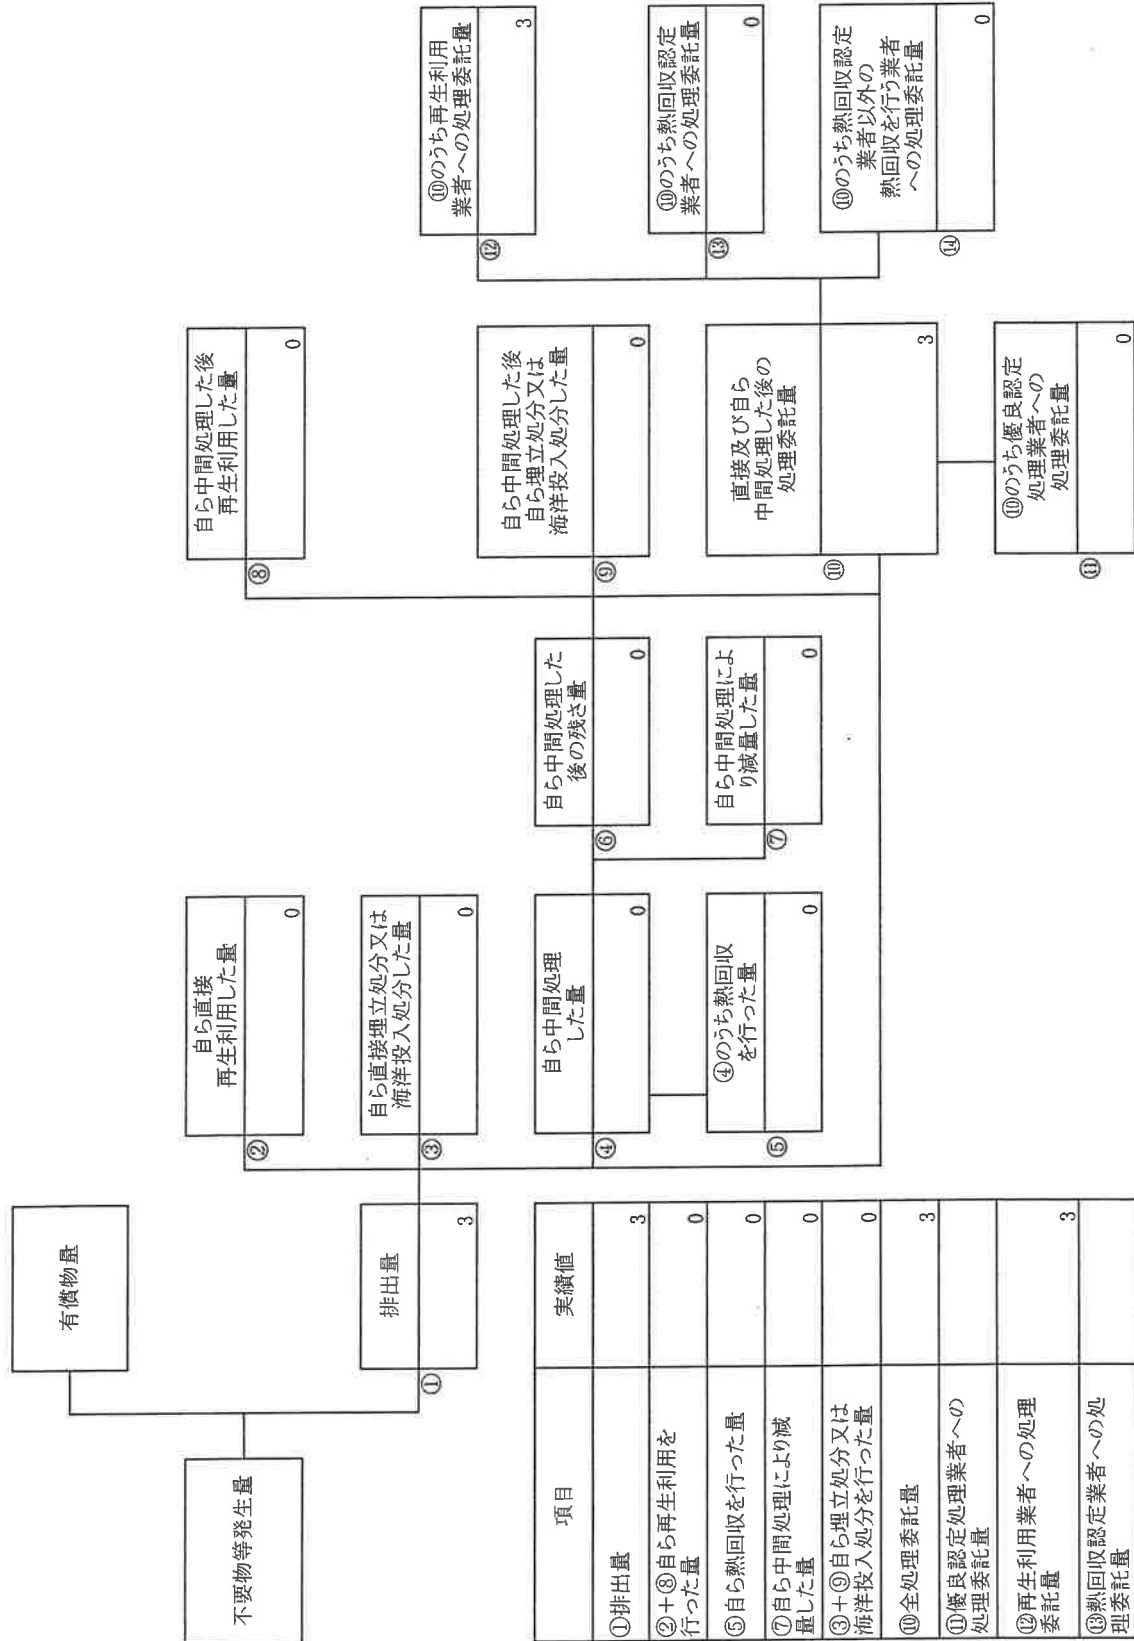 有償物量
不要物等発生量
①
排出量
3
②
自ら直接
再生利用した量
0
③
自ら直接埋立処分又は
海洋投入処分した量
0
④
自ら中間処理
した量
0
⑤
④のうち熱回収
を行った量
0
⑥
自ら中間処理した
後の残さ量
0
⑦
自ら中間処理によ
り減量した量
0
⑧
自ら中間処理した後
再生利用した量
0
⑨
自ら中間処理した後
自ら埋立処分又は
海洋投入処分した量
0
⑩
直接及び自ら
中間処理した後の
処理委託量
3
⑪
⑩のうち優良認定
処理業者への
処理委託量
0
⑫
⑩のうち再生利用
業者への処理委託量
3
⑬
⑩のうち熱回収認定
業者への処理委託量
0
⑭
⑩のうち熱回収認定
業者以外の
熱回収を行う業者
への処理委託量
0
項目
実績値
①排出量
3
②+⑧自ら再生利用を
行った量
0
⑤自ら熱回収を行った量
0
⑦自ら中間処理により減
量した量
0
③+⑨自ら埋立処分又は
海洋投入処分を行った量
0
⑩全処理委託量
3
⑪優良認定処理業者への
処理委託量
⑫再生利用業者への処理
委託量
3
⑬熱回収認定業者への処
理委託量